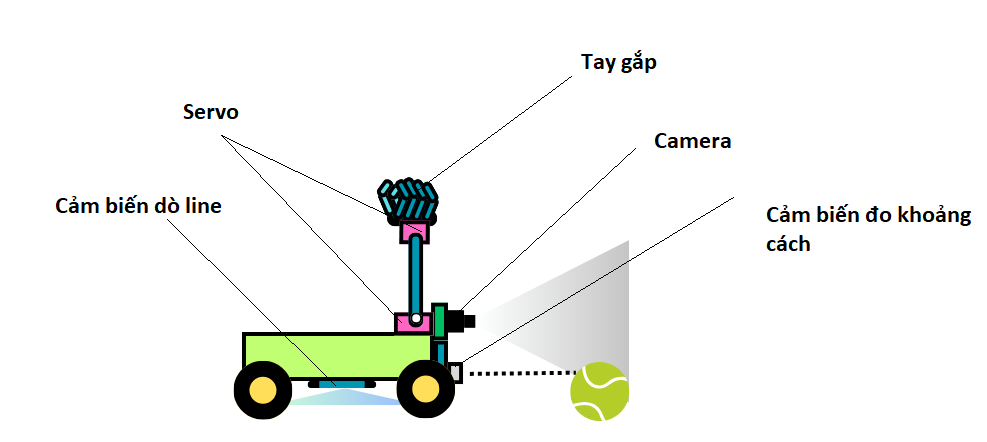 Tay gắp
Servo
Camera
Cảm biến dò line
Cảm biến đo khoảng
cách